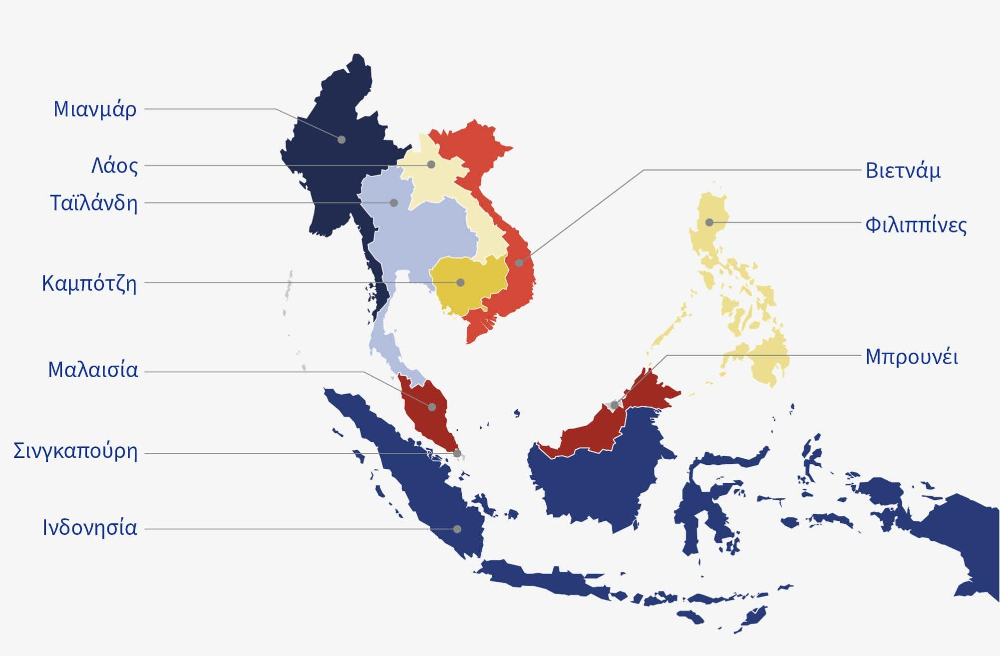 Μιανμάρ
Λάος
Ταϊλάνδη
Καμπότζη
Μαλαισία
Σινγκαπούρη
Ινδονησία
Βιετνάμ
Φιλιππίνες
Μπρουνέι